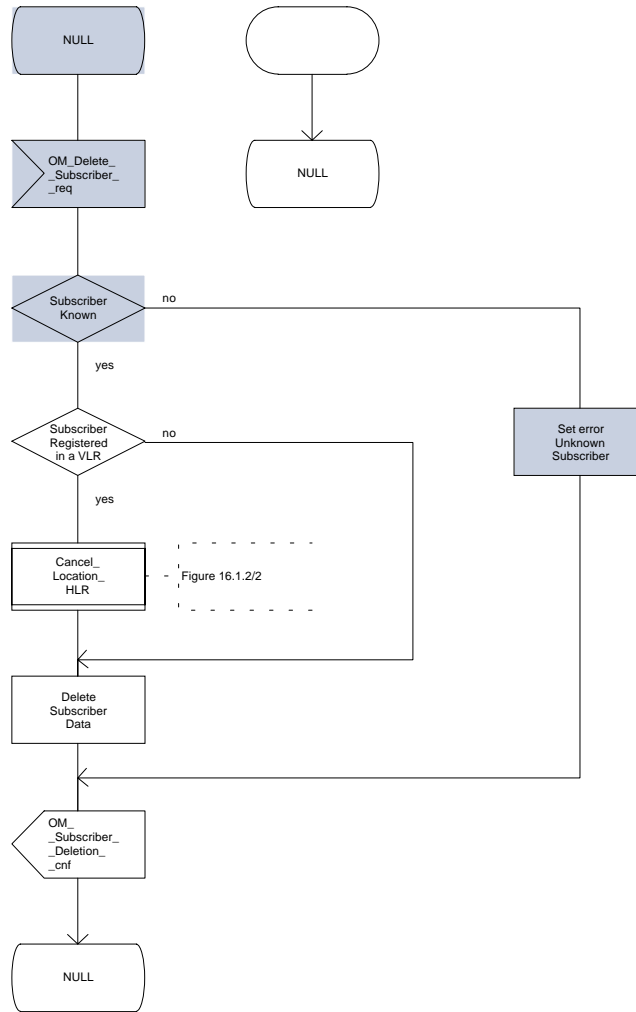 NULL
OM_Delete_
_Subscriber_
_req
NULL
Subscriber
Known
no
yes
Subscriber
Registered
in a VLR
no
Set error
Unknown
Subscriber
yes
Cancel_
Location_
HLR
Figure 16.1.2/2
Delete
Subscriber
Data
OM_
_Subscriber_
_Deletion_
_cnf
NULL